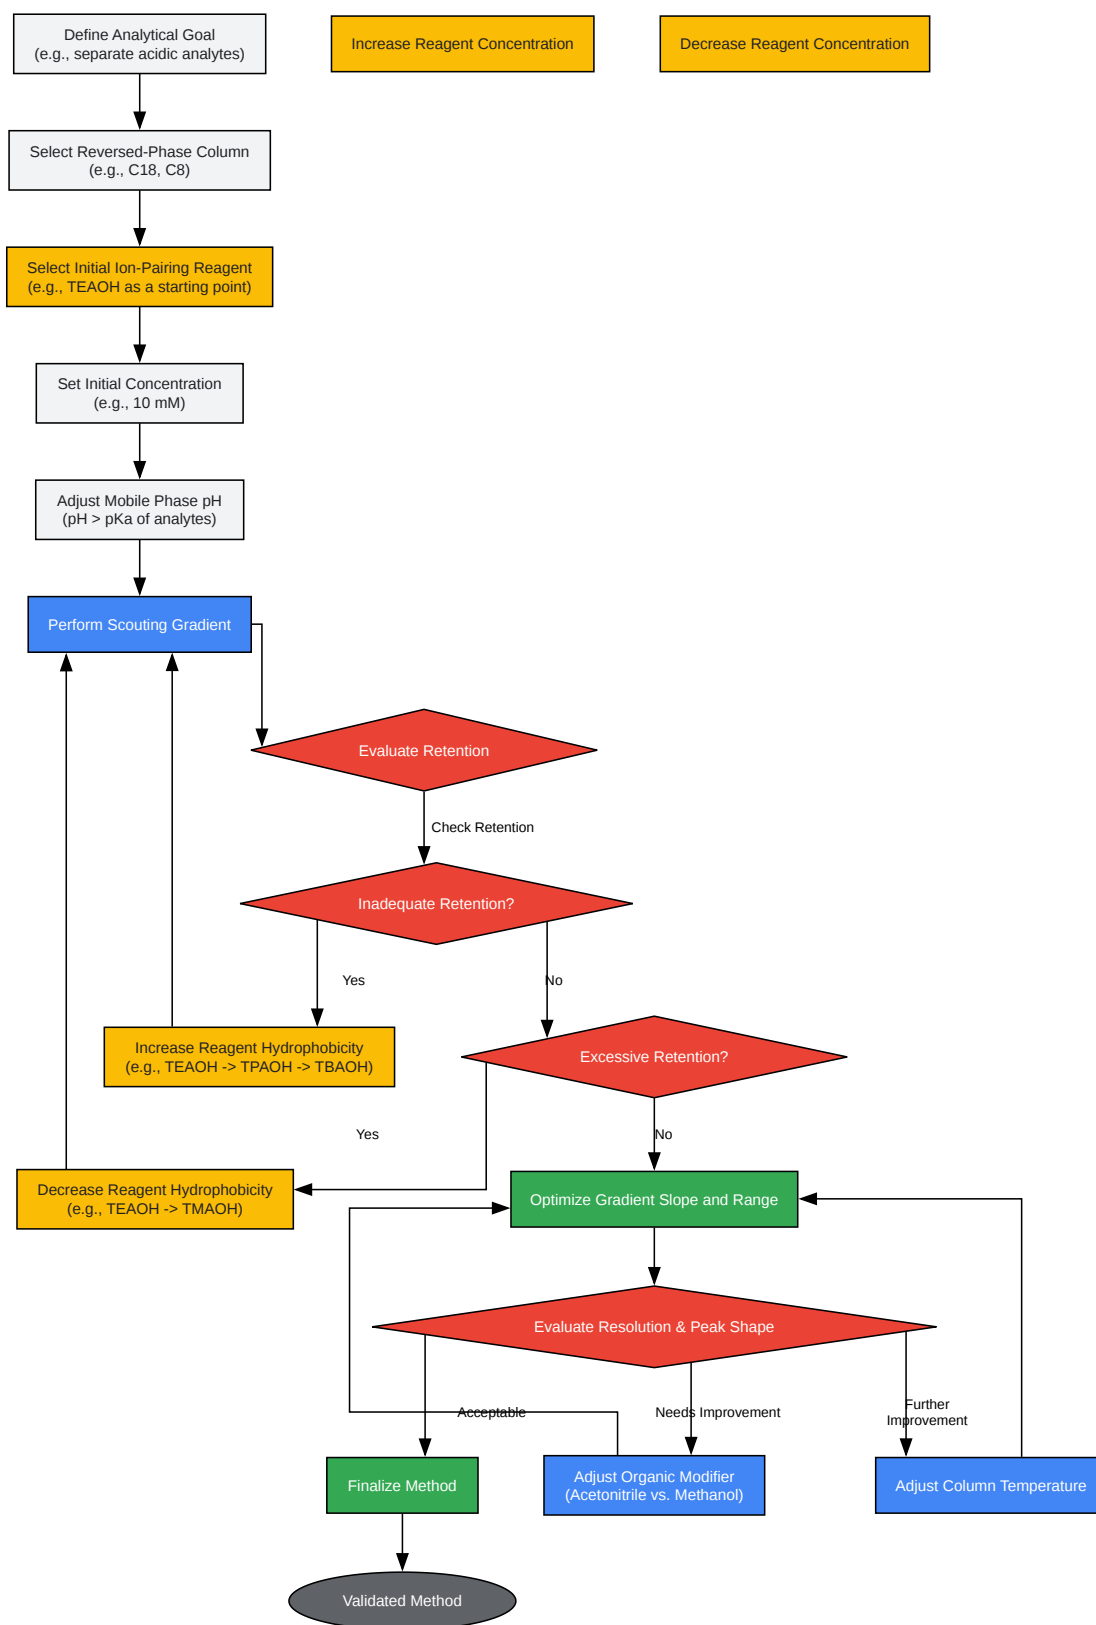 Define Analytical Goal
(e.g., separate acidic analytes)
Increase Reagent Concentration
Decrease Reagent Concentration
Select Reversed-Phase Column
(e.g., C18, C8)
Select Initial Ion-Pairing Reagent
(e.g., TEAOH as a starting point)
Set Initial Concentration
(e.g., 10 mM)
Adjust Mobile Phase pH
(pH > pKa of analytes)
Perform Scouting Gradient
Evaluate Retention
Check Retention
Inadequate Retention?
Yes
No
Increase Reagent Hydrophobicity
(e.g., TEAOH -> TPAOH -> TBAOH)
Excessive Retention?
Yes
No
Decrease Reagent Hydrophobicity
(e.g., TEAOH -> TMAOH)
Optimize Gradient Slope and Range
Evaluate Resolution & Peak Shape
Acceptable
Needs Improvement
Further
Improvement
Finalize Method
Adjust Organic Modifier
(Acetonitrile vs. Methanol)
Adjust Column Temperature
Validated Method